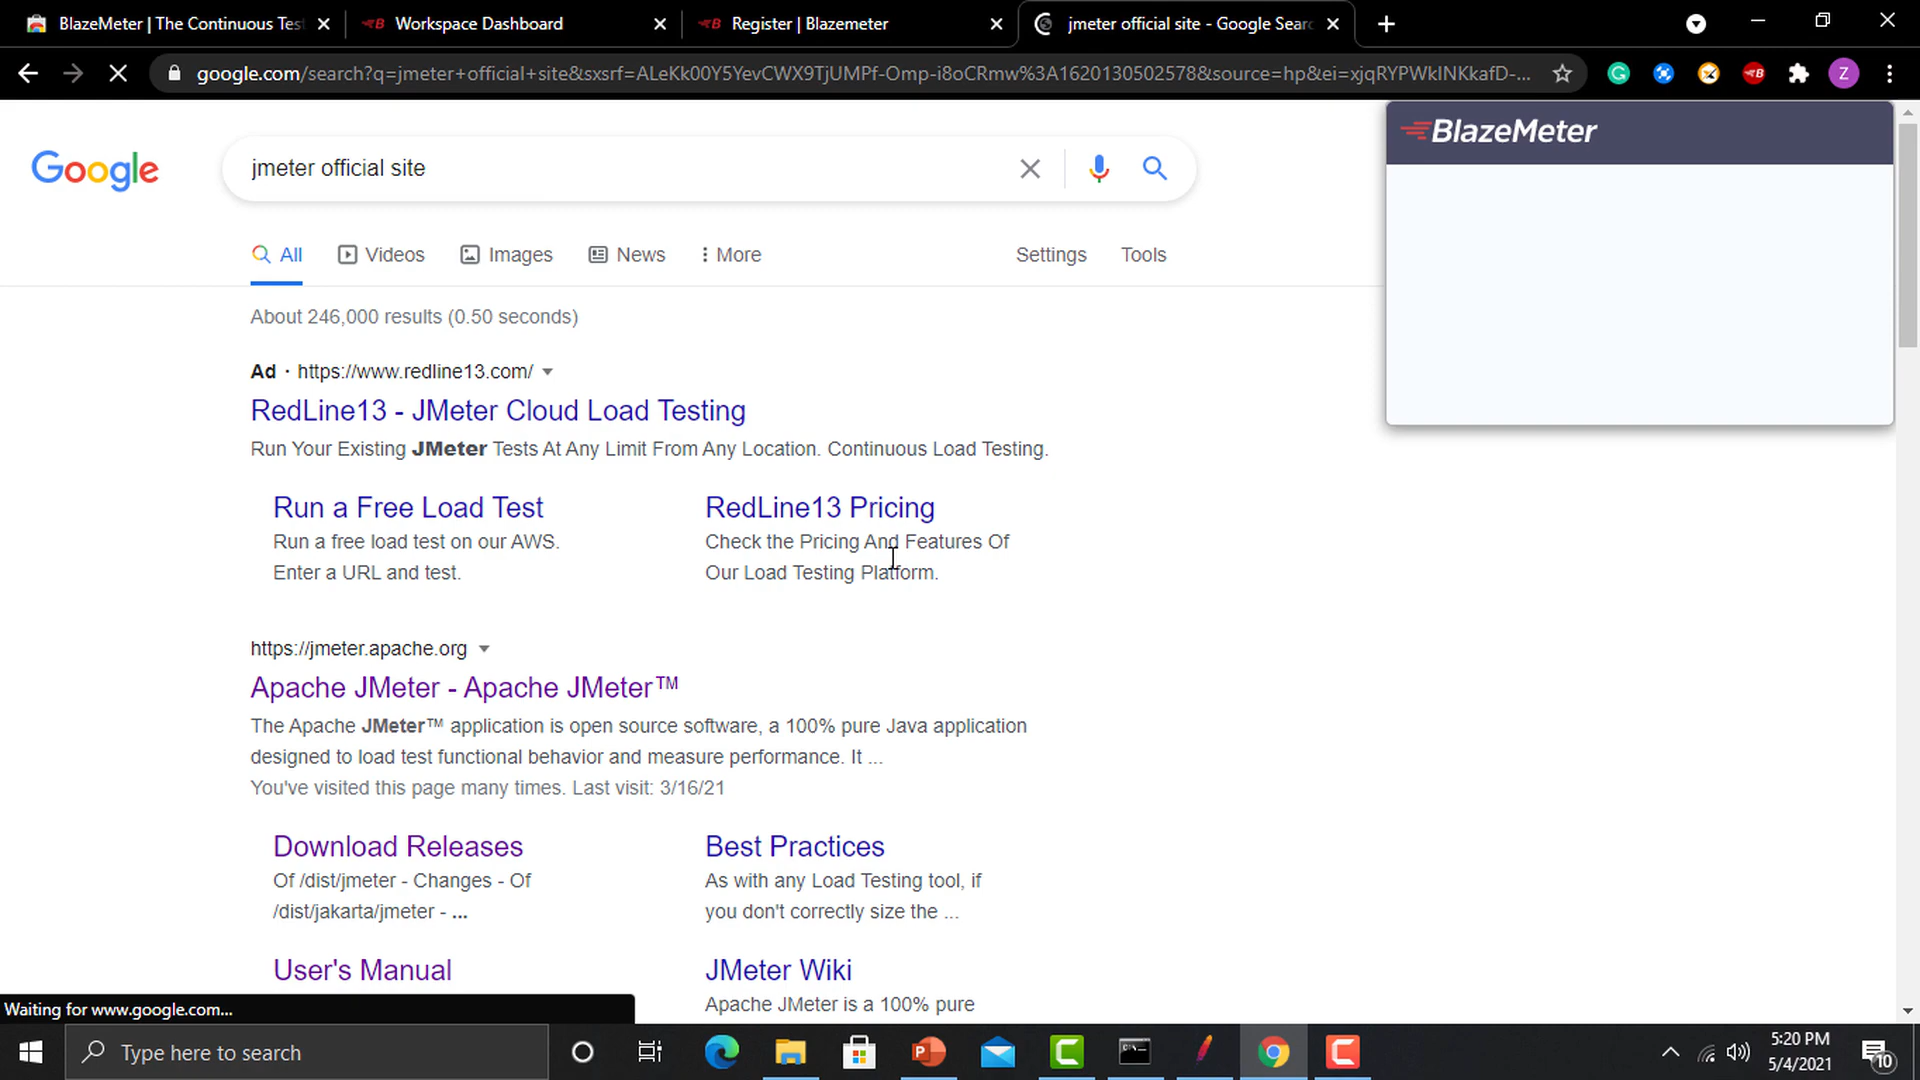 BlazeMeter | The Continuous Tes
Workspace Dashboard
Register | Blazemeter
jmeter official site - Google Searc
google.com/search?q=jmeter+official+site&sxsrf=ALeKk00Y5YevCWX9TjUMPf-Omp-i8oCRmw%3A1620130502578&source=hp&ei=xjqRYPWkINKkafD-...
Z
BlazeMeter
Google
jmeter official site
All
Videos
Images
News
More
Settings
Tools
About 246,000 results (0.50 seconds)
Ad · https://www.redline13.com/
RedLine13 - JMeter Cloud Load Testing
Run Your Existing JMeter Tests At Any Limit From Any Location. Continuous Load Testing.
Run a Free Load Test
Run a free load test on our AWS.
Enter a URL and test.
RedLine13 Pricing
Check the Pricing And Features Of
Our Load Testing Platform.
https://jmeter.apache.org
Apache JMeter - Apache JMeter™
The Apache JMeter™ application is open source software, a 100% pure Java application
designed to load test functional behavior and measure performance. It ...
You've visited this page many times. Last visit: 3/16/21
Download Releases
Of /dist/jmeter - Changes - Of
/dist/jakarta/jmeter - ...
Best Practices
As with any Load Testing tool, if
you don't correctly size the ...
User's Manual
JMeter Wiki
Apache JMeter is a 100% pure
Waiting for www.google.com...
Type here to search
5:20 PM
5/4/2021
10